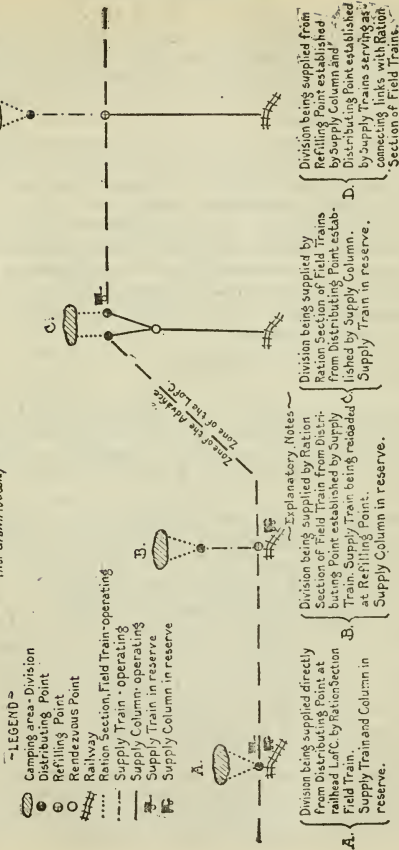 ~LEGEND~
Camping area - Division
Distributing Point
Refilling Point
Rendezvous Point
Railway
Ration Section, Field Train-operating
Supply Train - operating
Supply Column - operating
Supply Train in reserve
Supply Column in reserve
A.
B.
C.
Zone of the Advance
Zone of the L of C.
~Explanatory Notes~
A. Division being supplied directly
from Distributing Point at
railhead L of C. by Ration Section
Field Train.
Supply Train and Column in
reserve.
B. Division being supplied by Ration
Section of Field Train from Distri-
buting Point established by Supply
Train. Supply Train being reloaded
at Refilling Point.
Supply Column in reserve.
C. Division being supplied by
Ration Section of Field Trains
from Distributing Point estab-
lished by Supply Column.
Supply Train in reserve.
D. Division being supplied from
Refilling Point established
by Supply Column and
Distributing Point established
by Supply Trains serving as
connecting links with Ration
Section of Field Trains.